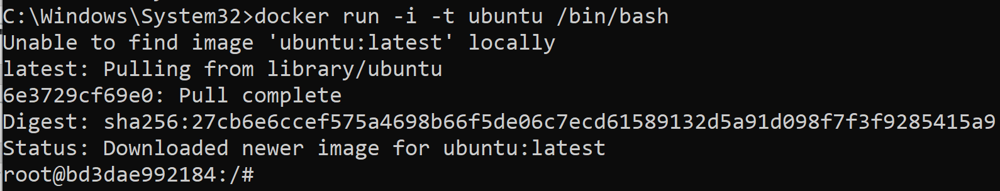 C:\Windows\System32>docker run -i -t ubuntu /bin/bash
Unable to find image 'ubuntu:latest' locally
latest: Pulling from library/ubuntu
6e3729cf69e0: Pull complete
Digest: sha256:27cb6e6ccef575a4698b66f5de06c7ecd61589132d5a91d098f7f3f9285415a9
Status: Downloaded newer image for ubuntu:latest
root@bd3dae992184:/#